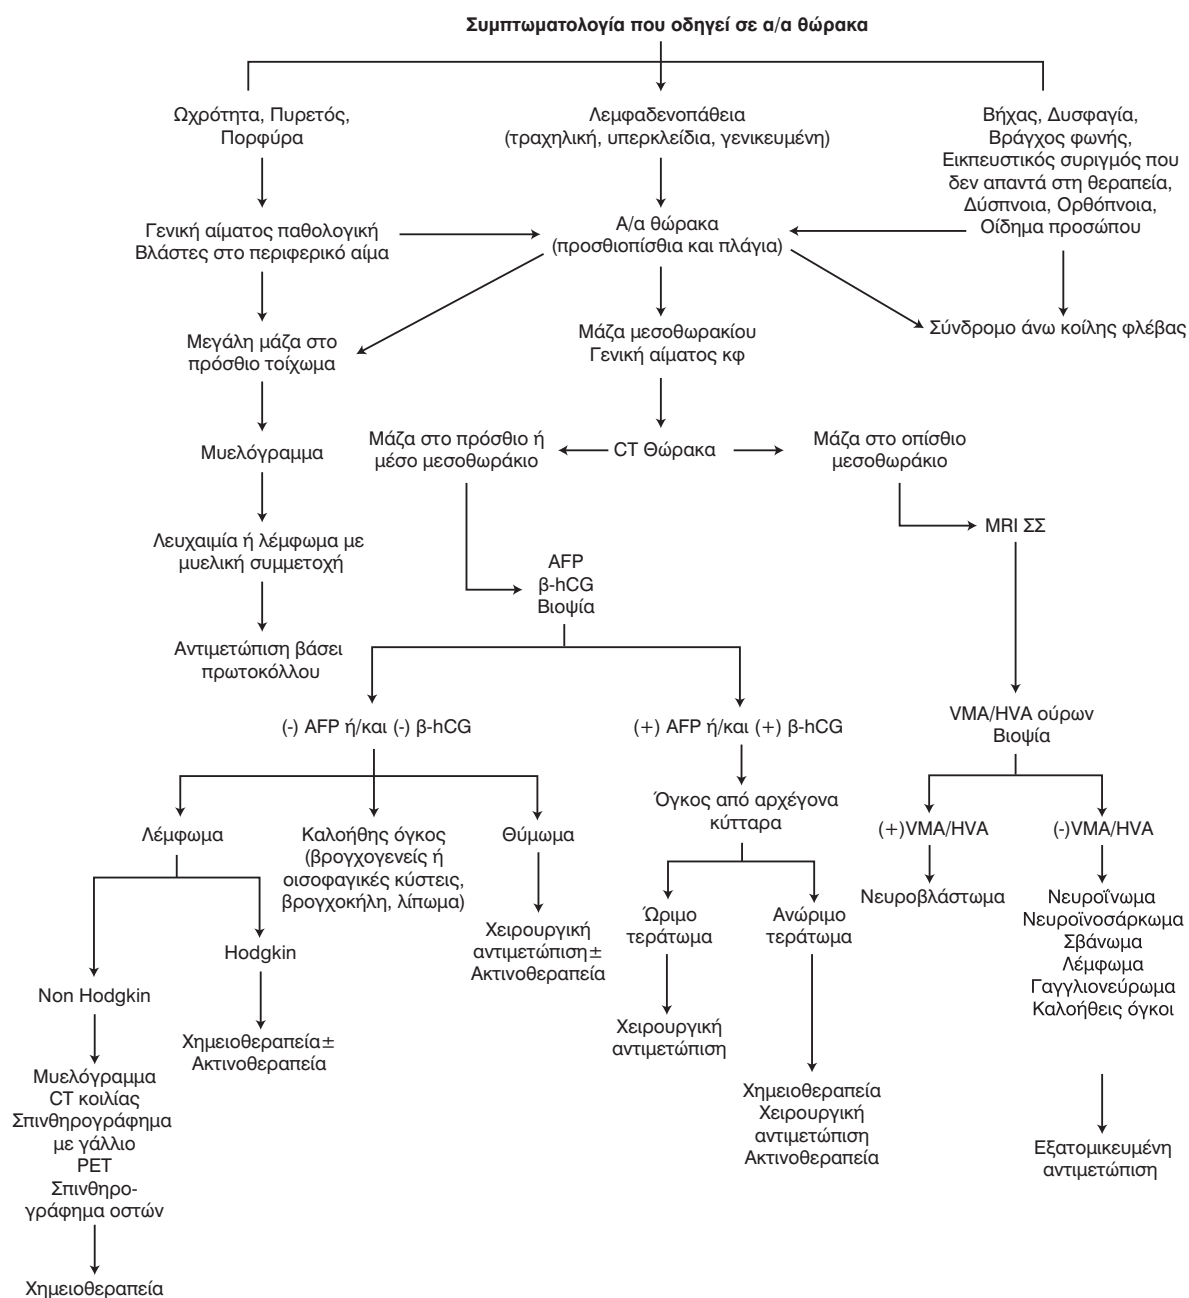 Συμπτωματολογία που οδηγεί σε α/α θώρακα
Ωχρότητα, Πυρετός,
Πορφύρα
Λεμφαδενοπάθεια
(τραχηλική, υπερκλείδια, γενικευμένη)
Βήχας, Δυσφαγία,
Βράγχος φωνής,
Εικπευστικός συριγμός που
δεν απαντά στη θεραπεία,
Δύσπνοια, Ορθόπνοια,
Οίδημα προσώπου
Γενική αίματος παθολογική
Βλάστες στο περιφερικό αίμα
Α/α θώρακα
(προσθιοπίσθια και πλάγια)
Μεγάλη μάζα στο
πρόσθιο τοίχωμα
Μάζα μεσοθωρακίου
Γενική αίματος κφ
Σύνδρομο άνω κοίλης φλέβας
Μυελόγραμμα
Μάζα στο πρόσθιο ή
μέσο μεσοθωράκιο
CT Θώρακα
Μάζα στο οπίσθιο
μεσοθωράκιο
Λευχαιμία ή λέμφωμα με
μυελική συμμετοχή
AFP
β-hCG
Βιοψία
MRI ΣΣ
Αντιμετώπιση βάσει
πρωτοκόλλου
(-) AFP ή/και (-) β-hCG
(+) AFP ή/και (+) β-hCG
VMA/HVA ούρων
Βιοψία
Λέμφωμα
Καλοήθης όγκος
(βρογχογενείς ή
οισοφαγικές κύστεις,
βρογχοκήλη, λίπωμα)
Θύμωμα
Όγκος από αρχέγονα
κύτταρα
(+)VMA/HVA
(-)VMA/HVA
Hodgkin
Non Hodgkin
Χειρουργική
αντιμετώπιση±
Ακτινοθεραπεία
Ώριμο
τεράτωμα
Ανώριμο
τεράτωμα
Νευροβλάστωμα
Νευροΐνωμα
Νευροϊνοσάρκωμα
Σβάνωμα
Λέμφωμα
Γαγγλιονεύρωμα
Καλοήθεις όγκοι
Χημειοθεραπεία±
Ακτινοθεραπεία
Χειρουργική
αντιμετώπιση
Μυελόγραμμα
CT κοιλίας
Σπινθηρογράφημα
με γάλλιο
PET
Σπινθηρο-
γράφημα οστών
Χημειοθεραπεία
Χειρουργική
αντιμετώπιση
Ακτινοθεραπεία
Εξατομικευμένη
αντιμετώπιση
Χημειοθεραπεία